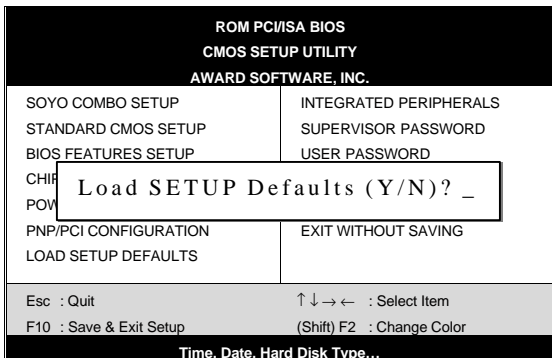 ROM PCI/ISA BIOS
CMOS SETUP UTILITY
AWARD SOFTWARE, INC.
SOYO COMBO SETUP
STANDARD CMOS SETUP
BIOS FEATURES SETUP
PNP/PCI CONFIGURATION
LOAD SETUP DEFAULTS
INTEGRATED PERIPHERALS
SUPERVISOR PASSWORD
USER PASSWORD
EXIT WITHOUT SAVING
Load SETUP Defaults (Y/N)? _
Esc : Quit
↑↓→← : Select Item
F10 : Save & Exit Setup
(Shift) F2 : Change Color
Time, Date, Hard Disk Type...